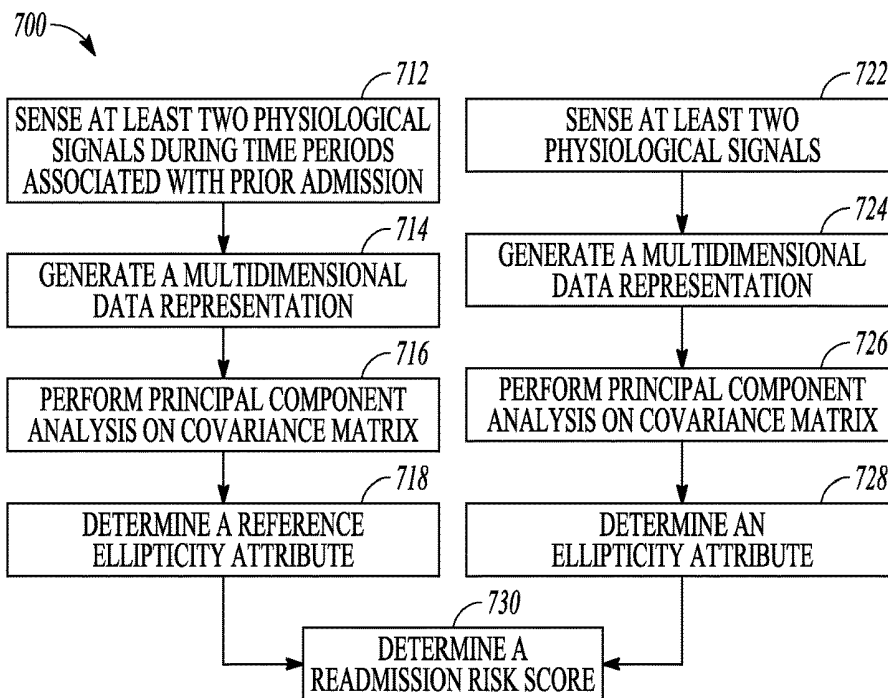 700
712
SENSE AT LEAST TWO PHYSIOLOGICAL
SIGNALS DURING TIME PERIODS
ASSOCIATED WITH PRIOR ADMISSION
714
GENERATE A MULTIDIMENSIONAL
DATA REPRESENTATION
716
PERFORM PRINCIPAL COMPONENT
ANALYSIS ON COVARIANCE MATRIX
718
DETERMINE A REFERENCE
ELLIPTICITY ATTRIBUTE
722
SENSE AT LEAST TWO
PHYSIOLOGICAL SIGNALS
724
GENERATE A MULTIDIMENSIONAL
DATA REPRESENTATION
726
PERFORM PRINCIPAL COMPONENT
ANALYSIS ON COVARIANCE MATRIX
728
DETERMINE AN
ELLIPTICITY ATTRIBUTE
730
DETERMINE A
READMISSION RISK SCORE